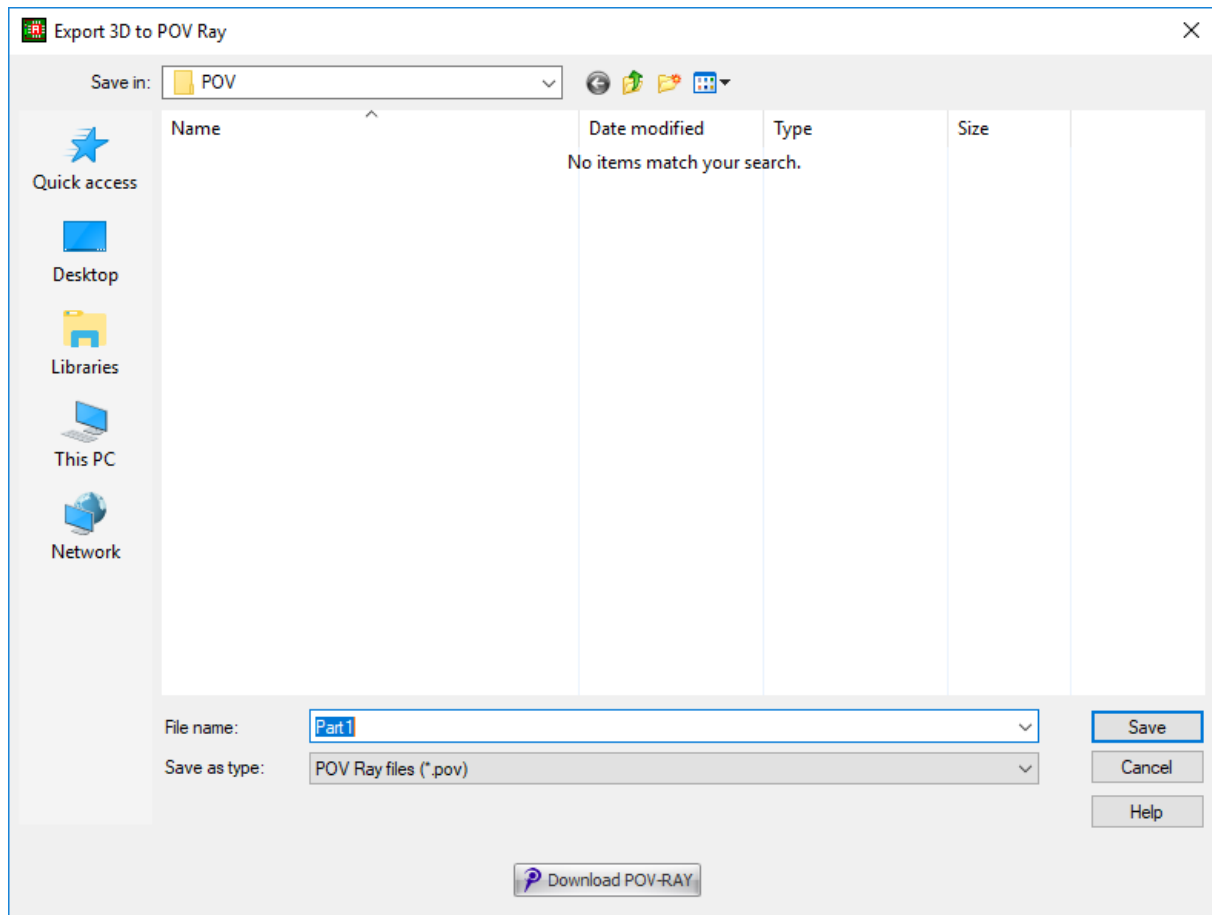 Export 3D to POV Ray
Save in: POV
Name Date modified Type Size
No items match your search.
Quick access
Desktop
Libraries
This PC
Network
File name: Part1 Save
Save as type: POV Ray files (*.pov) Cancel
Help
Download POV-RAY